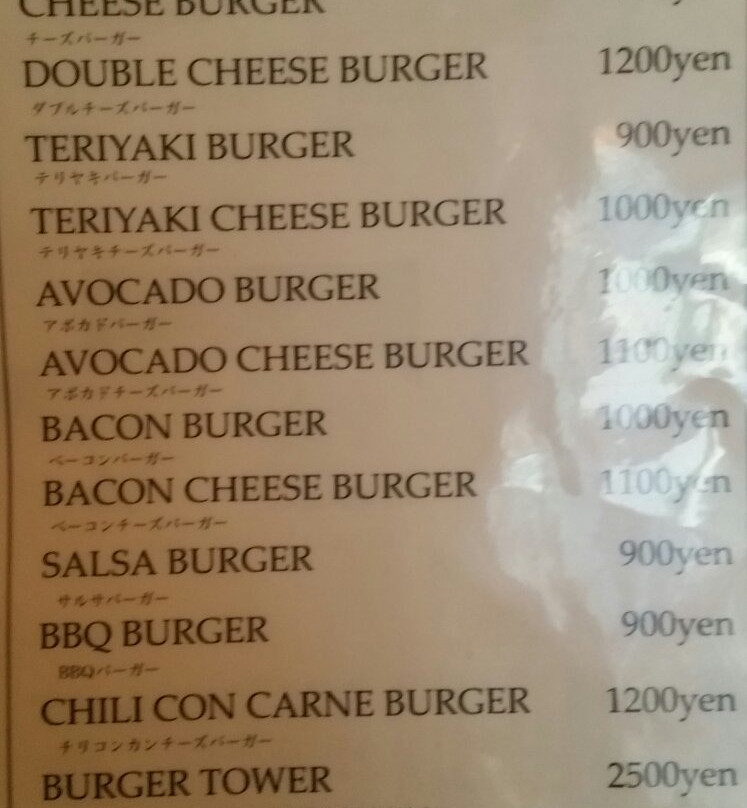 CHEESE BURGER
チーズバーガー
DOUBLE CHEESE BURGER 1200yen
ダブルチーズバーガー
TERIYAKI BURGER 900yen
テリヤキバーガー
TERIYAKI CHEESE BURGER 1000yen
テリヤキチーズバーガー
AVOCADO BURGER 1000yen
アボカドバーガー
AVOCADO CHEESE BURGER 1100yen
アボカドチーズバーガー
BACON BURGER 1000yen
ベーコンバーガー
BACON CHEESE BURGER 1100yen
ベーコンチーズバーガー
SALSA BURGER 900yen
サルサバーガー
BBQ BURGER 900yen
BBQバーガー
CHILI CON CARNE BURGER 1200yen
チリコンカンチーズバーガー
BURGER TOWER 2500yen